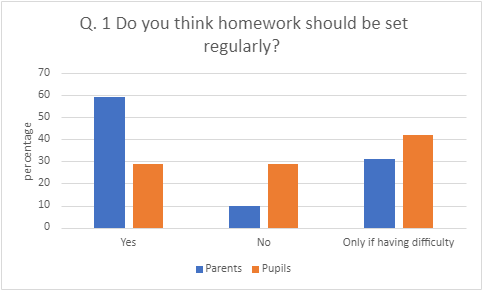 Q. 1 Do you think homework should be set
regularly?
percentage
70
60
50
40
30
20
10
0
Yes No Only if having difficulty
Parents Pupils